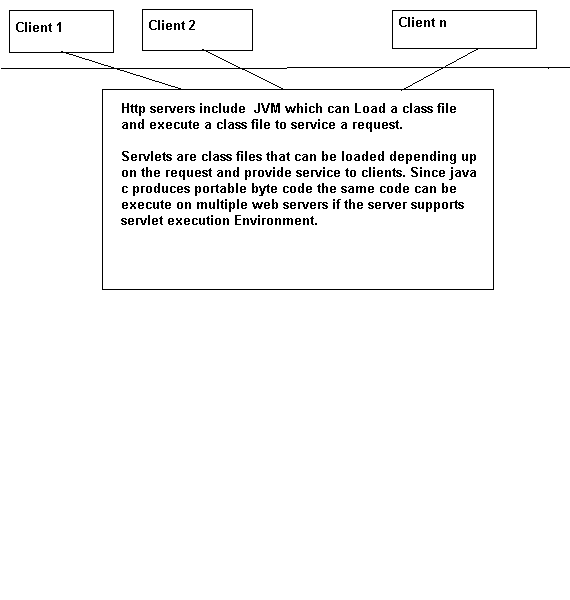 Client 1
Client 2
Client n
Http servers include JVM which can Load a class file
and execute a class file to service a request.
Servlets are class files that can be loaded depending up
on the request and provide service to clients. Since java
c produces portable byte code the same code can be
execute on multiple web servers if the server supports
servlet execution Environment.